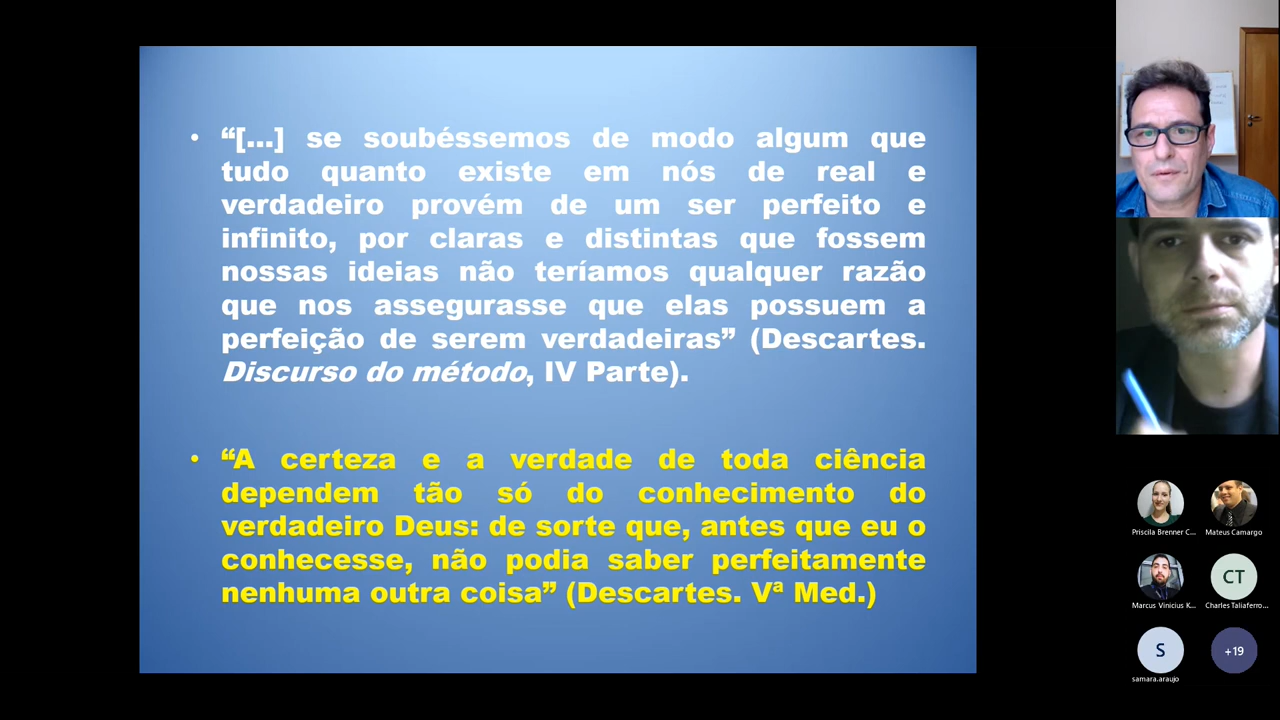 • “[...] se soubéssemos de modo algum que
tudo quanto existe em nós de real e
verdadeiro provém de um ser perfeito e
infinito, por claras e distintas que fossem
nossas ideias não teríamos qualquer razão
que nos assegurasse que elas possuem a
perfeição de serem verdadeiras” (Descartes.
Discurso do método, IV Parte).
• “A certeza e a verdade de toda ciência
dependem tão só do conhecimento do
verdadeiro Deus: de sorte que, antes que eu o
conhecesse, não podia saber perfeitamente
nenhuma outra coisa” (Descartes. Vª Med.)
Priscila Brenner C...
Mateus Camargo
Marcus Vinicius K...
CT
Charles Taliaferro...
S
samara.araujo
+19